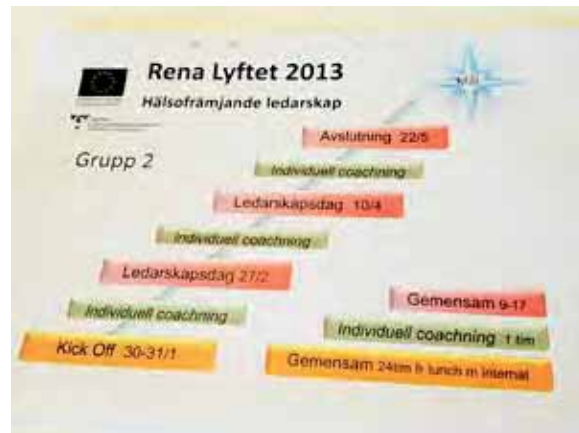 Rena Lyftet 2013
Hälsofrämjande ledarskap
Grupp 2
Avslutning 22/5
Individuell coachning
Ledarskapsdag 10/4
Individuell coachning
Ledarskapsdag 27/2
Individuell coachning
Kick Off 30-31/1
Gemensam 9-17
Individuell coachning 1 tim
Gemensam 24tim fr lunch m internat